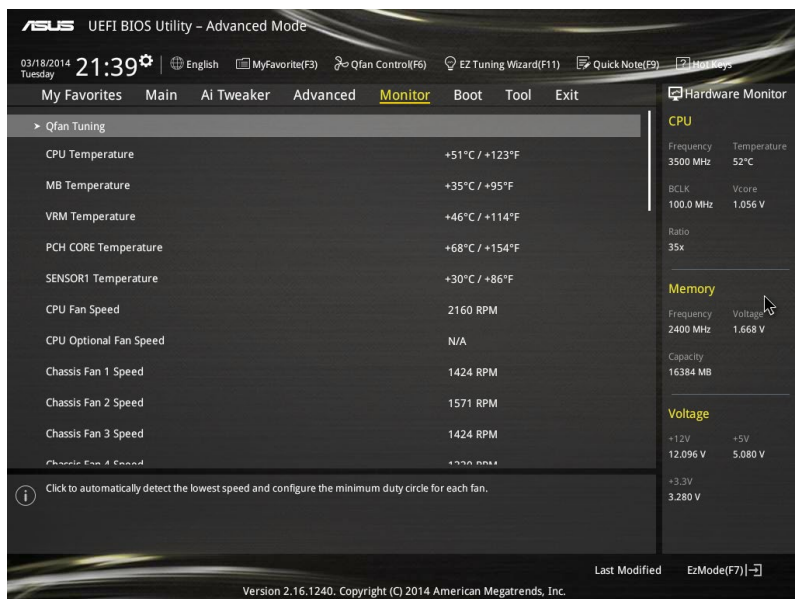 ASUS UEFI BIOS Utility – Advanced Mode
03/18/2014 Tuesday 21:39 English MyFavorite(F3) Qfan Control(F6) EZ Tuning Wizard(F11) Quick Note(F9) ? Hot Keys
My Favorites Main Ai Tweaker Advanced Monitor Boot Tool Exit
> Qfan Tuning
CPU Temperature +51°C / +123°F
MB Temperature +35°C / +95°F
VRM Temperature +46°C / +114°F
PCH CORE Temperature +68°C / +154°F
SENSOR1 Temperature +30°C / +86°F
CPU Fan Speed 2160 RPM
CPU Optional Fan Speed N/A
Chassis Fan 1 Speed 1424 RPM
Chassis Fan 2 Speed 1571 RPM
Chassis Fan 3 Speed 1424 RPM
Chassis Fan 4 Speed
Click to automatically detect the lowest speed and configure the minimum duty circle for each fan.
Hardware Monitor
CPU
Frequency Temperature
3500 MHz 52°C
BCLK Vcore
100.0 MHz 1.056 V
Ratio
35x
Memory
Frequency Voltage
2400 MHz 1.668 V
Capacity
16384 MB
Voltage
+12V +5V
12.096 V 5.080 V
+3.3V
3.280 V
Last Modified EzMode(F7)
Version 2.16.1240. Copyright (C) 2014 American Megatrends, Inc.